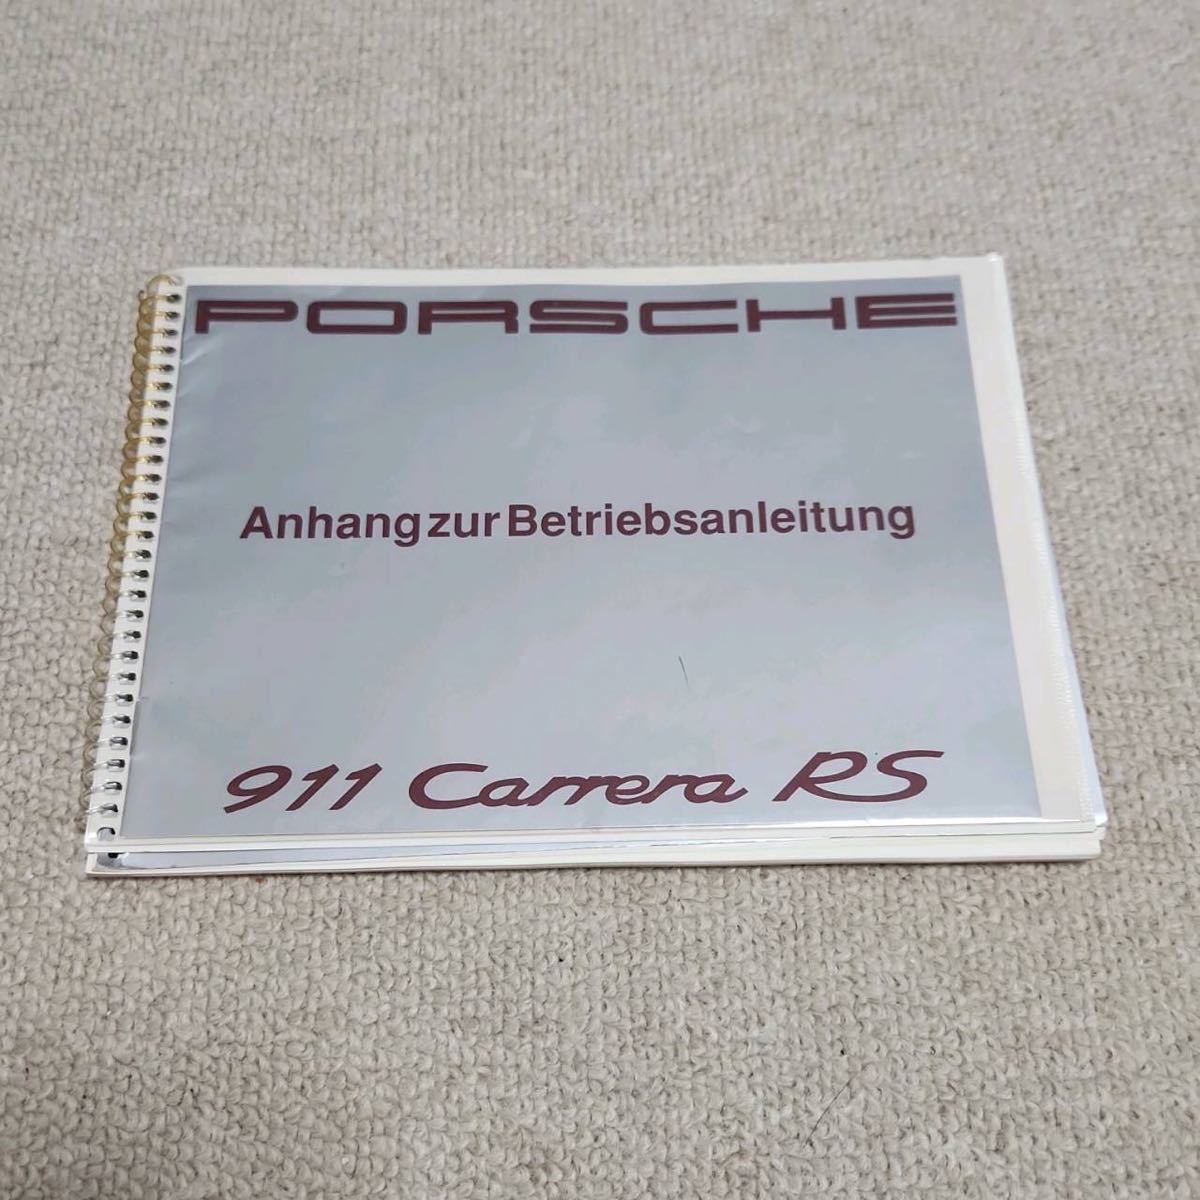 PORSCHE
Anhang zur Betriebsanleitung
911 Carrera RS